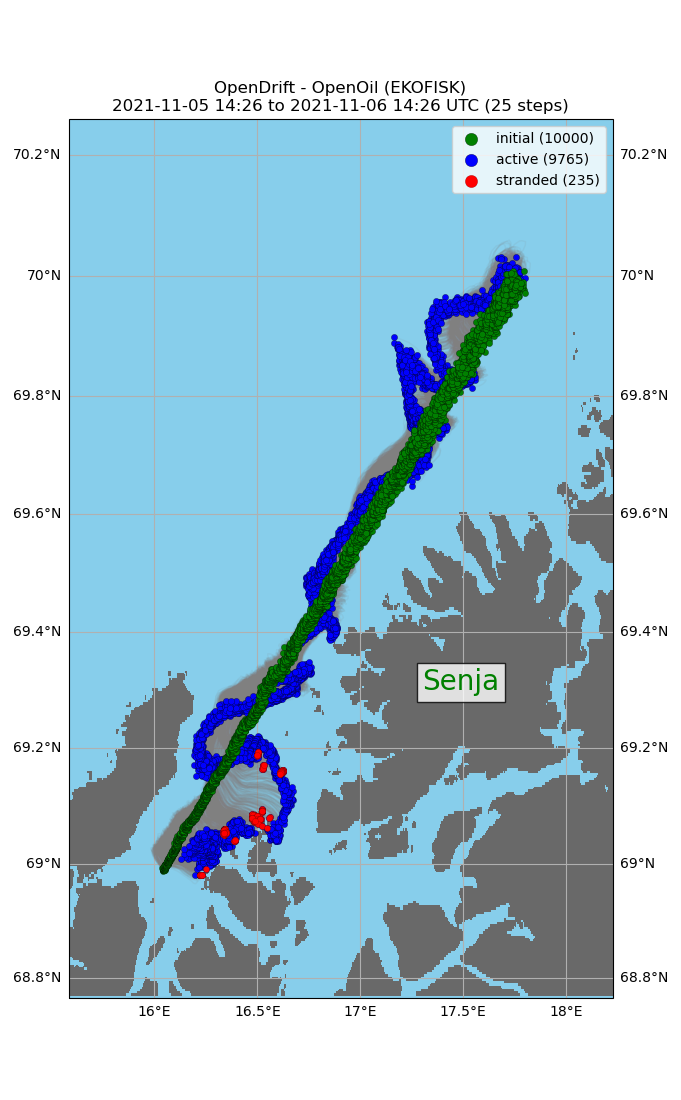 OpenDrift - OpenOil (EKOFISK)
2021-11-05 14:26 to 2021-11-06 14:26 UTC (25 steps)
initial (10000)
active (9765)
stranded (235)
70.2°N 70.2°N
70°N 70°N
69.8°N 69.8°N
69.6°N 69.6°N
69.4°N 69.4°N
Senja
69.2°N 69.2°N
69°N 69°N
68.8°N 68.8°N
16°E 16.5°E 17°E 17.5°E 18°E